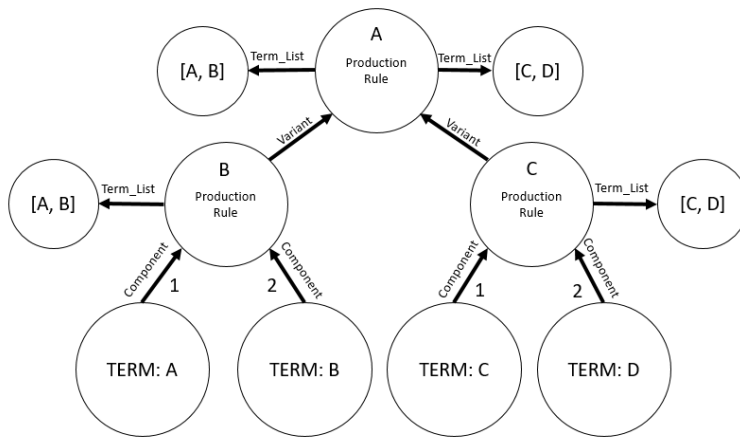 A
Production
Rule
Term_List
[A, B]
Term_List
[C, D]
Variant
Variant
B
Production
Rule
Term_List
[A, B]
C
Production
Rule
Term_List
[C, D]
Component
1
2
Component
Component
1
2
Component
TERM: A
TERM: B
TERM: C
TERM: D